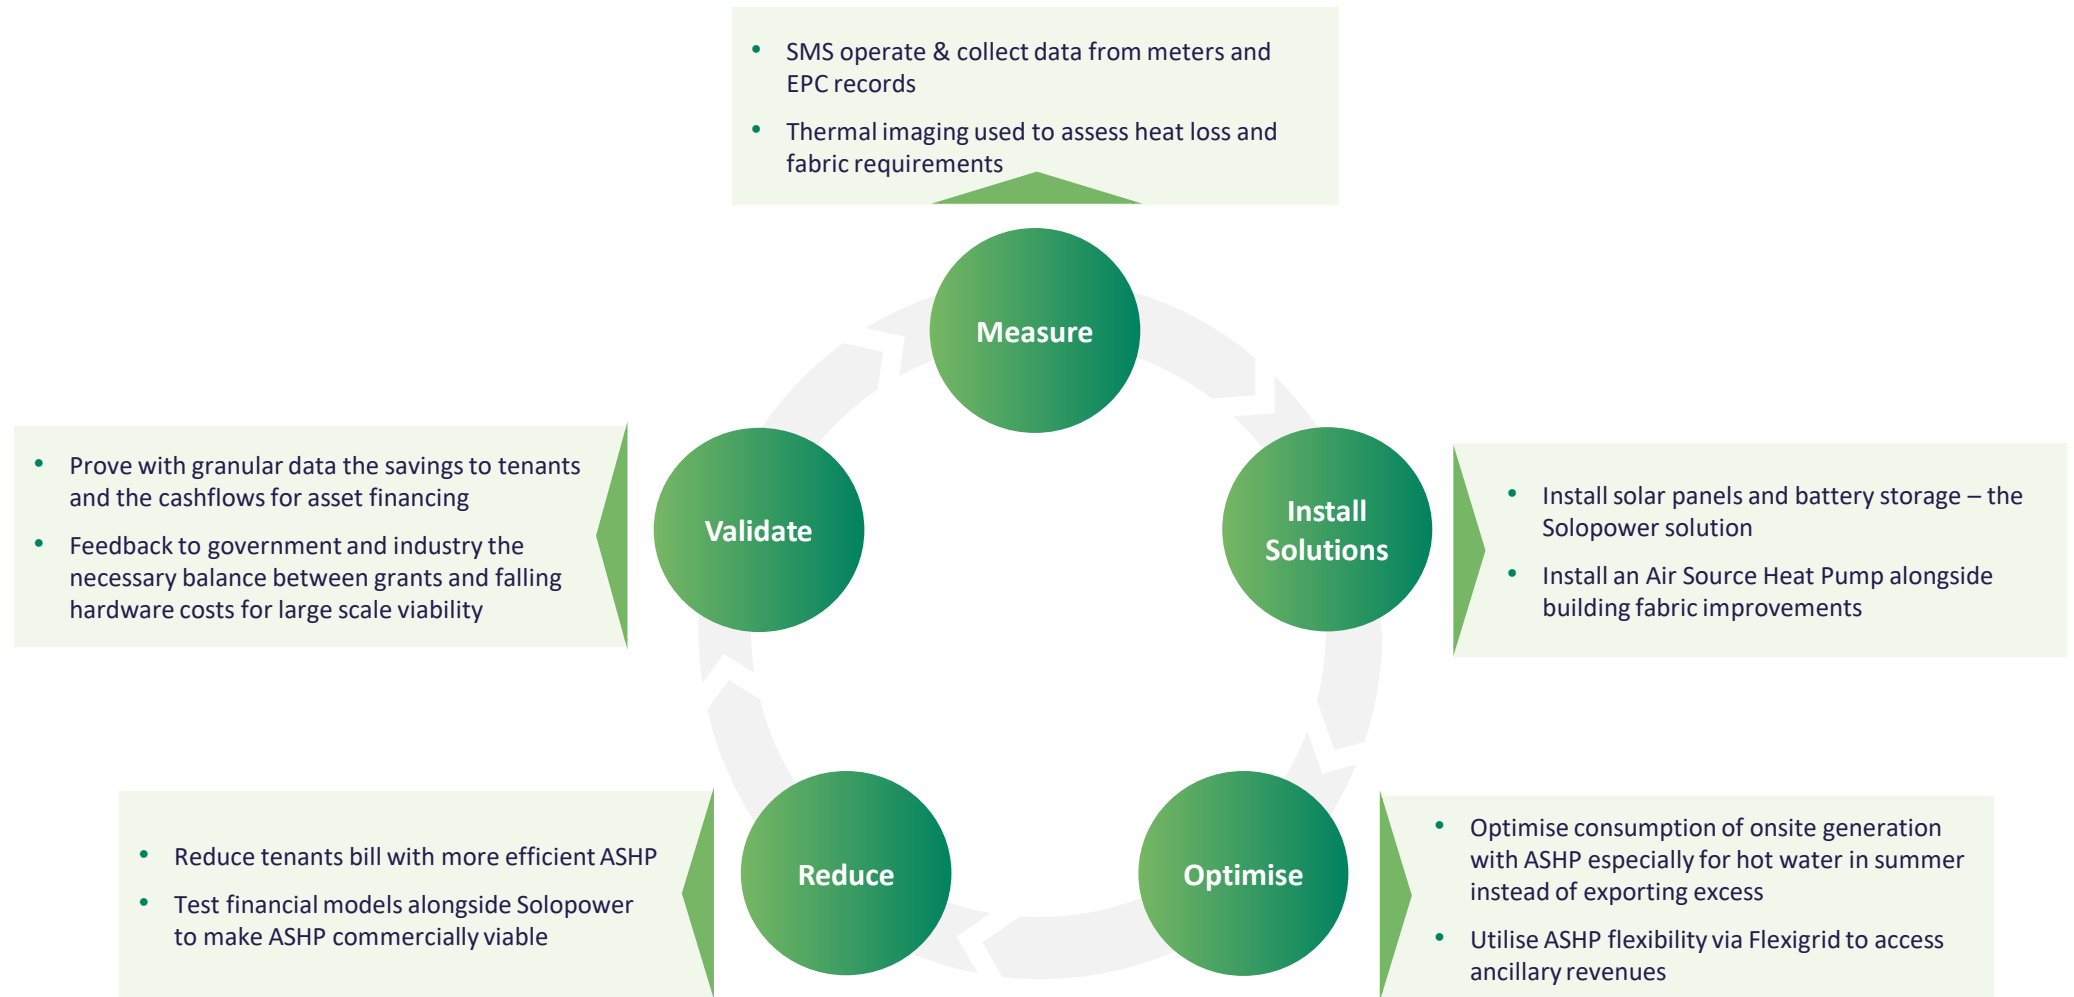 • SMS operate & collect data from meters and
EPC records
• Thermal imaging used to assess heat loss and
fabric requirements
Measure
• Prove with granular data the savings to tenants
and the cashflows for asset financing
• Feedback to government and industry the
necessary balance between grants and falling
hardware costs for large scale viability
Validate
Install
Solutions
• Install solar panels and battery storage – the
Solopower solution
• Install an Air Source Heat Pump alongside
building fabric improvements
• Reduce tenants bill with more efficient ASHP
• Test financial models alongside Solopower
to make ASHP commercially viable
Reduce
Optimise
• Optimise consumption of onsite generation
with ASHP especially for hot water in summer
instead of exporting excess
• Utilise ASHP flexibility via Flexigrid to access
ancillary revenues